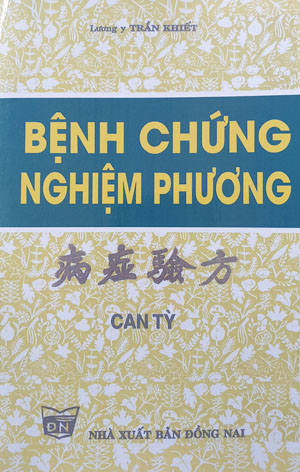 Lương y TRẦN KHIẾT
BỆNH CHỨNG
NGHIỆM PHƯƠNG
病症驗方
CAN TỲ
ĐN
NHÀ XUẤT BẢN ĐỒNG NAI